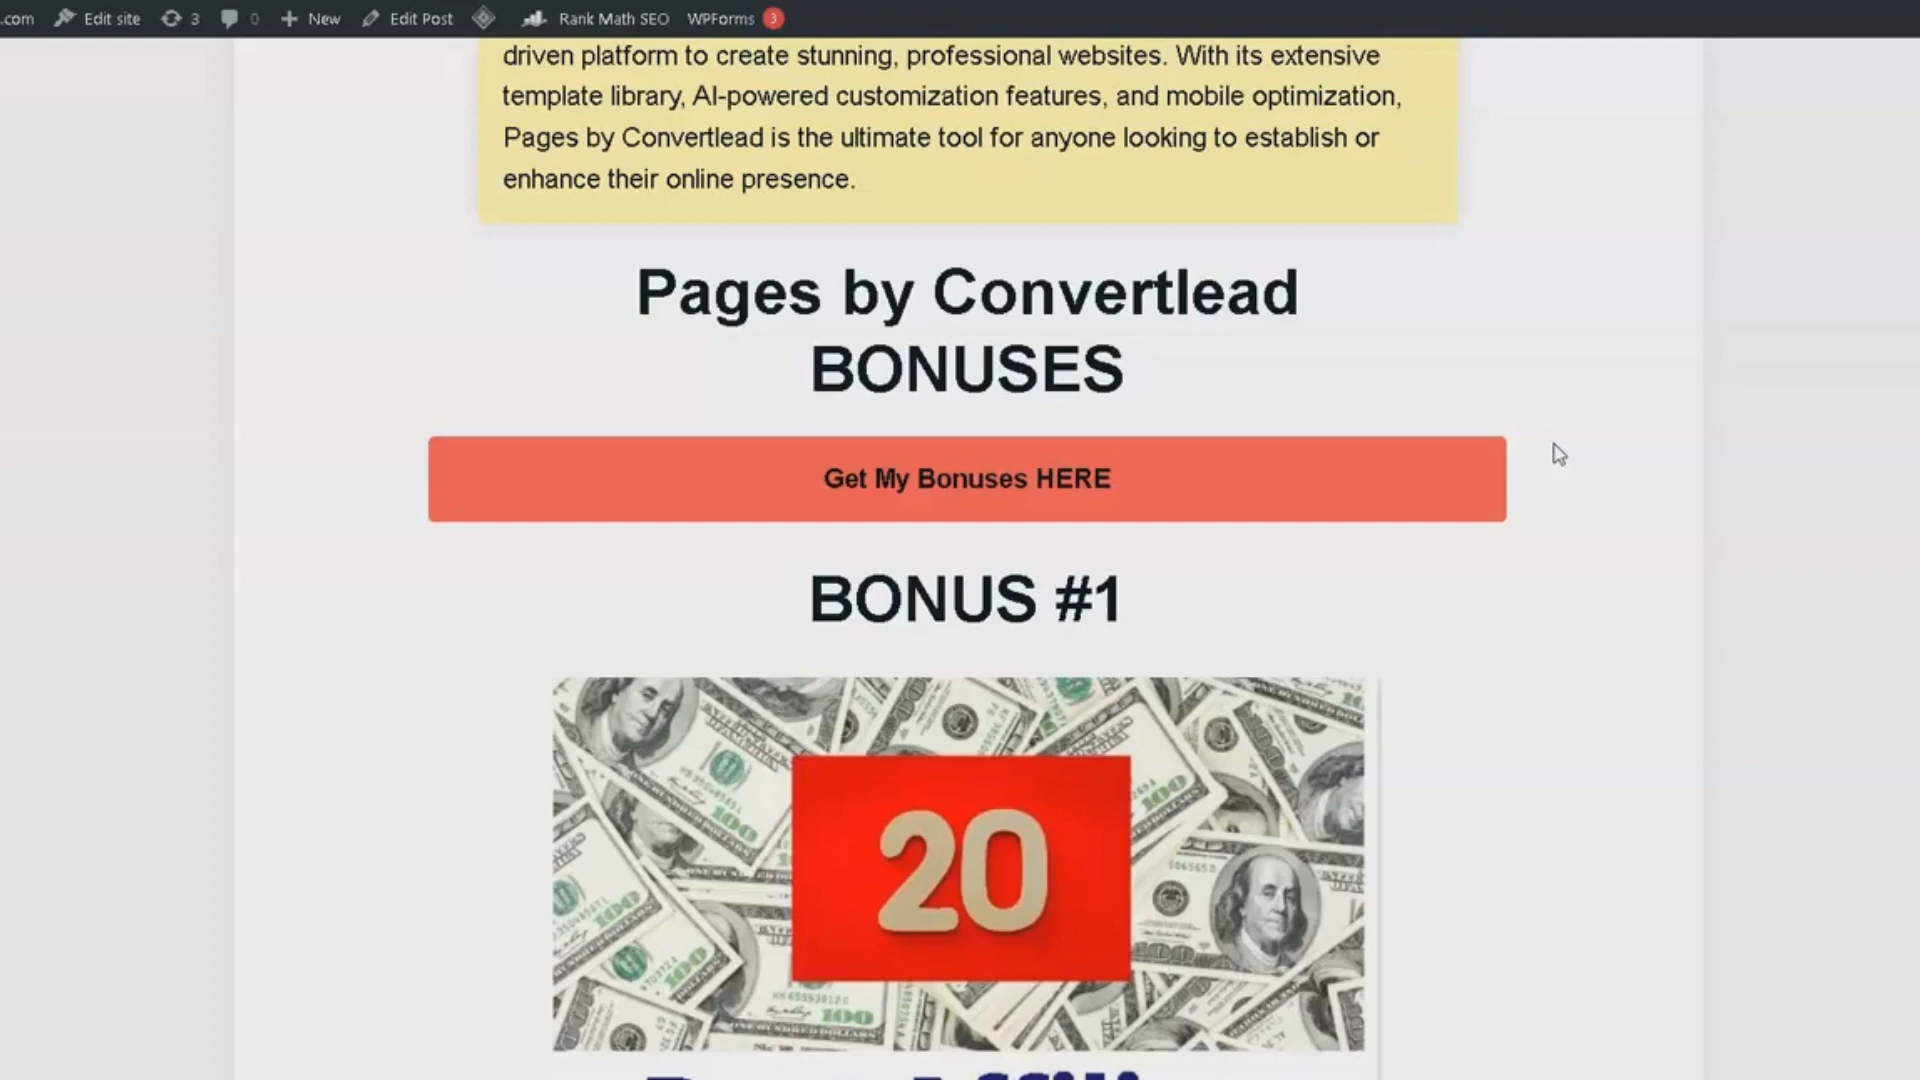 .com Edit site 3 0 New Edit Post Rank Math SEO WPForms 3
driven platform to create stunning, professional websites. With its extensive
template library, AI-powered customization features, and mobile optimization,
Pages by Convertlead is the ultimate tool for anyone looking to establish or
enhance their online presence.
Pages by Convertlead
BONUSES
Get My Bonuses HERE
BONUS #1
20